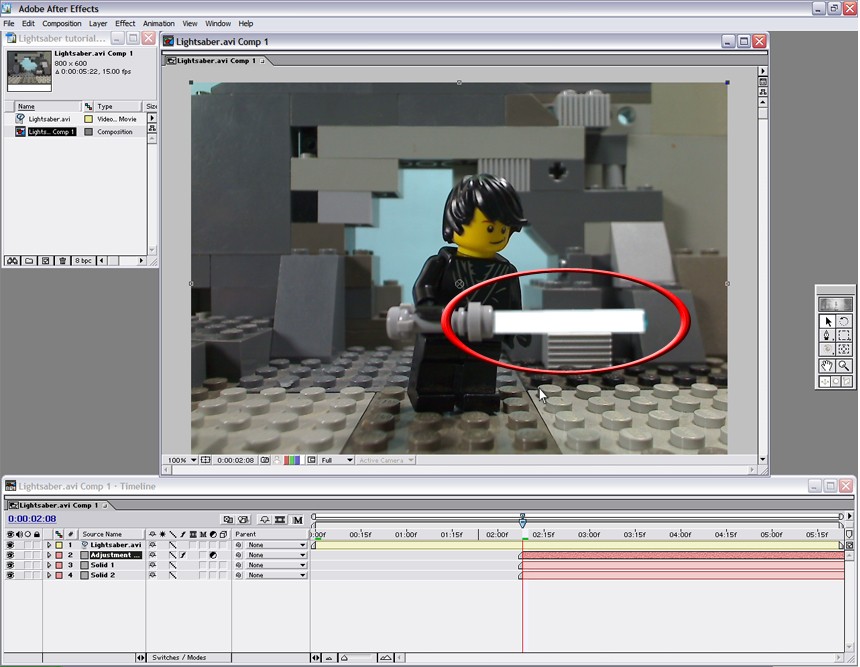 Adobe After Effects
File Edit Composition Layer Effect Animation View Window Help
Lightsaber tutorial...
Lightsaber.avi Comp 1
Lightsaber.avi Comp 1
800 x 600
Δ 0:00:05:22, 15.00 fps
Lightsaber.avi Comp 1
Name Type Size
Lightsaber.avi Video... Movie
Lights... Comp 1 Composition
8 bpc
100% 0:00:02:08 Full Active Camera
Lightsaber.avi Comp 1 - Timeline
Lightsaber.avi Comp 1
0:00:02:08 M
# Source Name Parent
:00f 00:15f 01:00f 01:15f 02:00f 02:15f 03:00f 03:15f 04:00f 04:15f 05:00f 05:15f
1 Lightsaber.avi None
2 Adjustment ... None
3 Solid 1 None
4 Solid 2 None
Switches / Modes